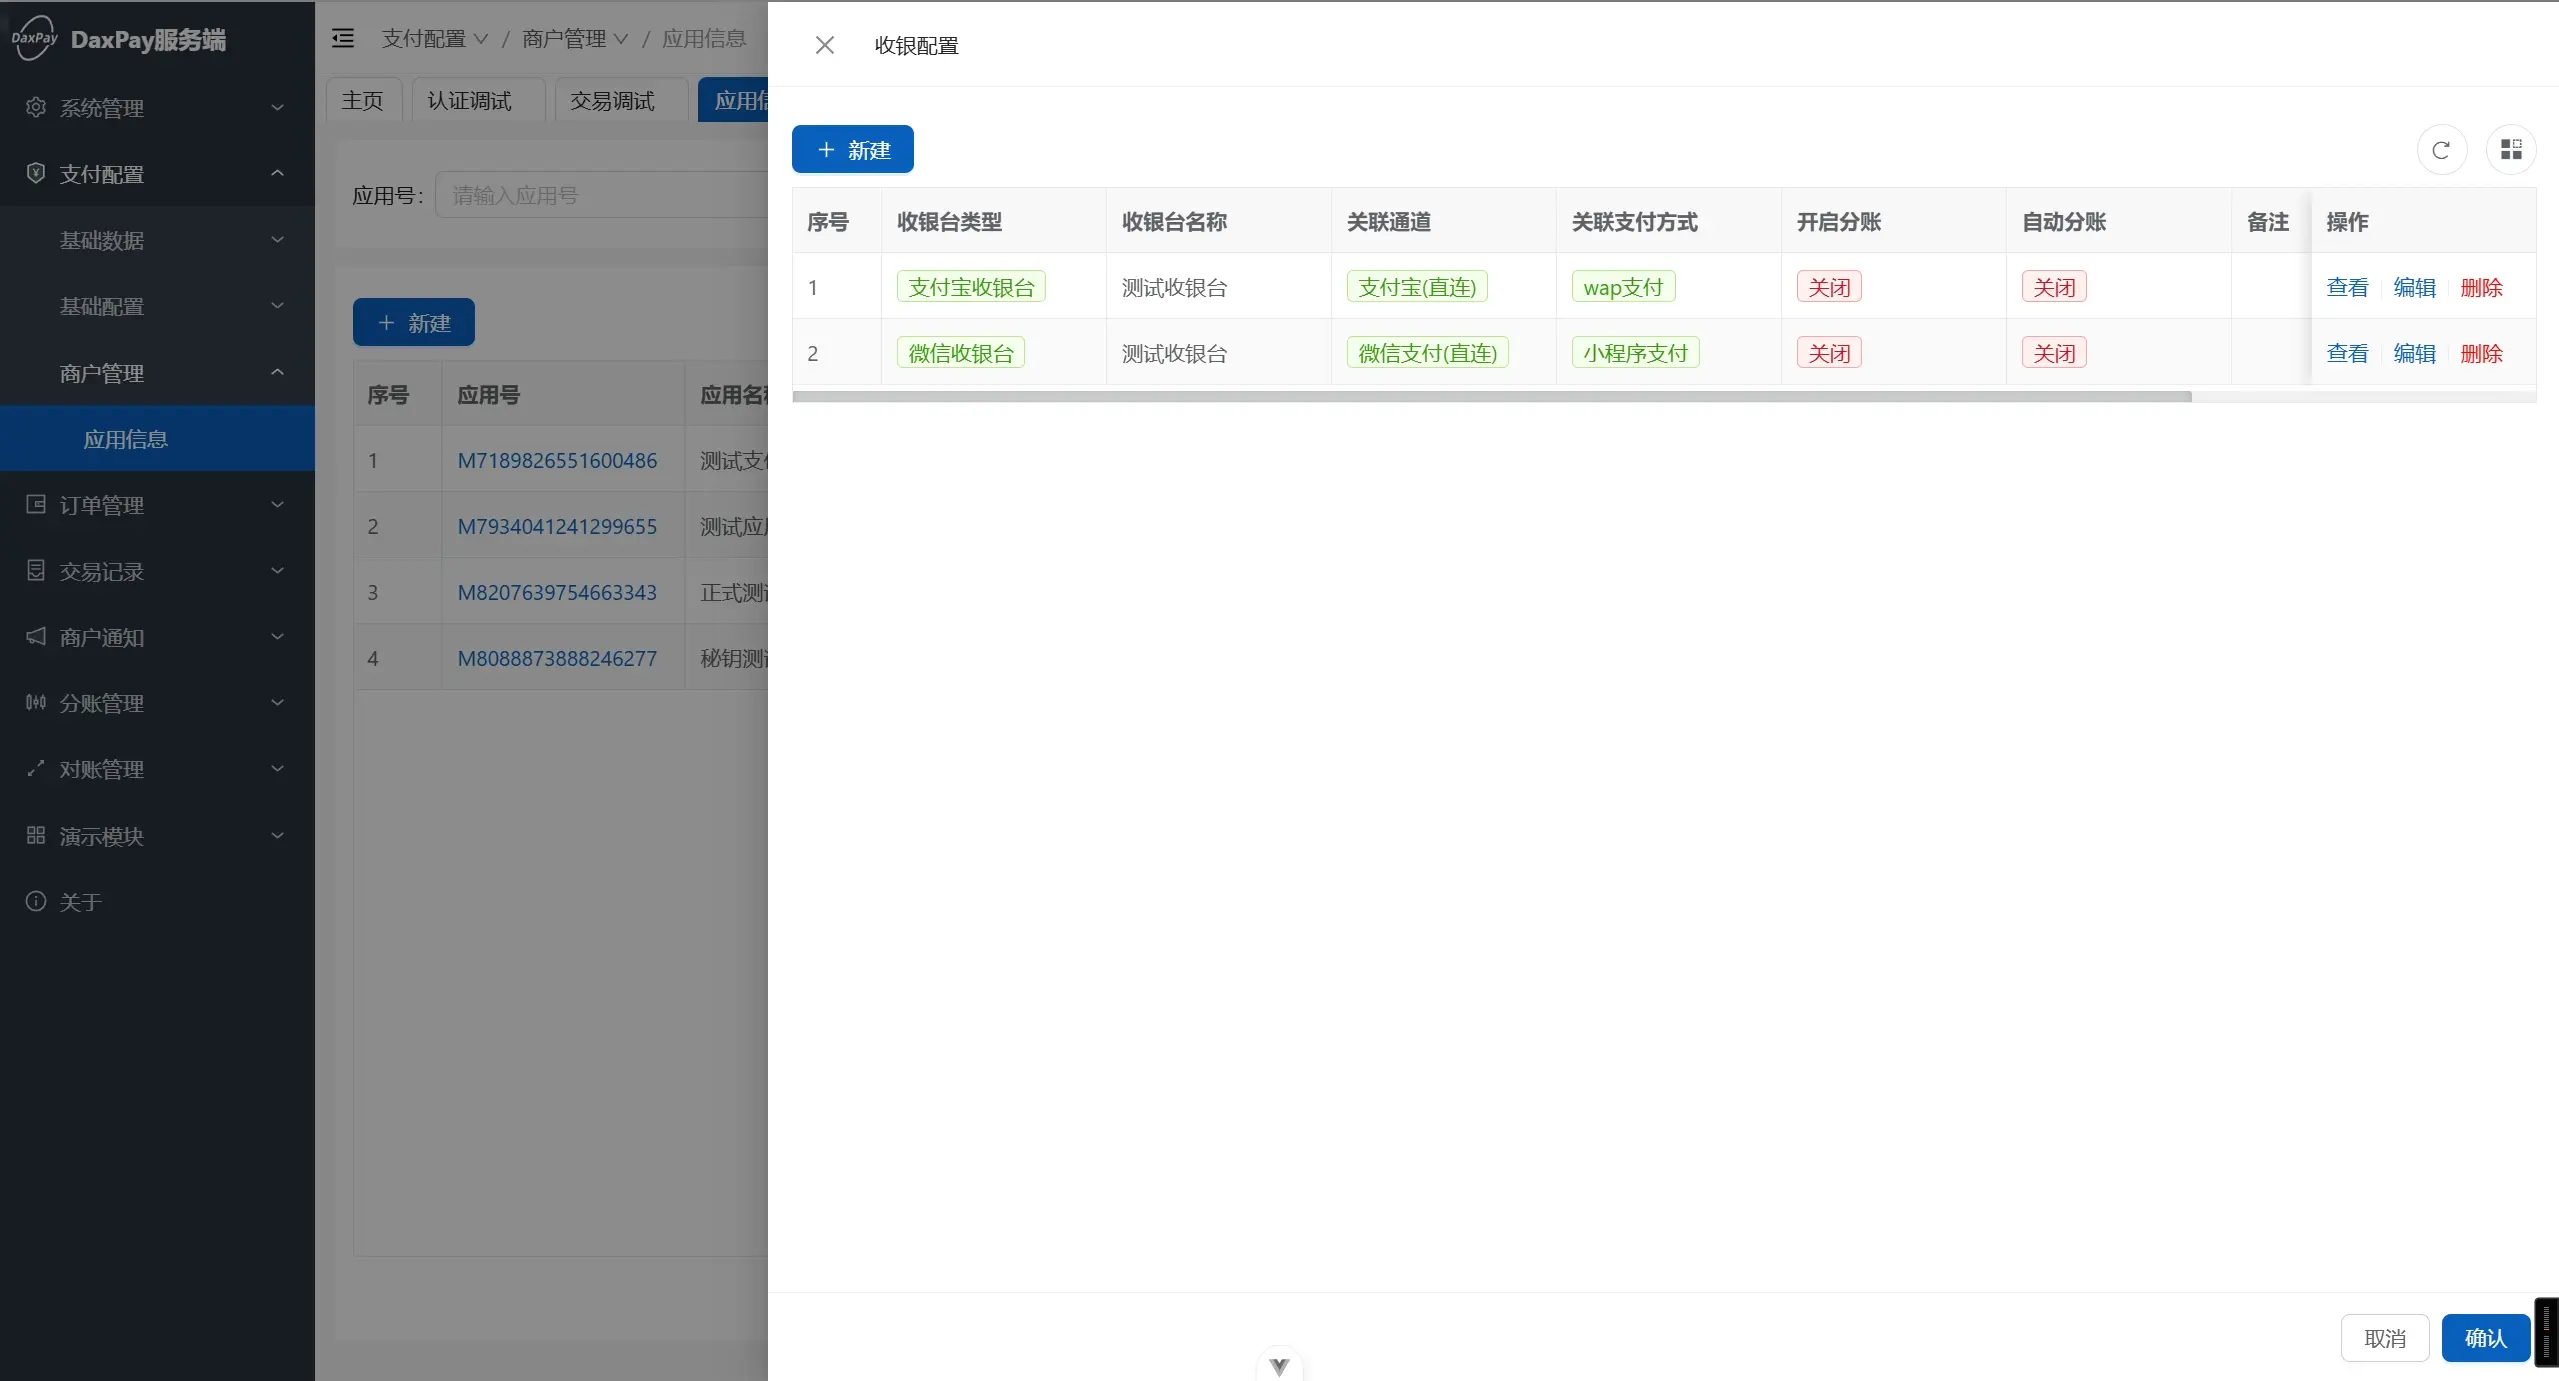 DaxPay DaxPay服务端
系统管理
支付配置
基础数据
基础配置
商户管理
应用信息
订单管理
交易记录
商户通知
分账管理
对账管理
演示模块
关于
支付配置 / 商户管理 / 应用信息
主页 认证调试 交易调试 应用信
应用号: 请输入应用号
+ 新建
序号 应用号 应用名
1 M7189826551600486 测试支
2 M7934041241299655 测试应
3 M8207639754663343 正式测
4 M8088873888246277 秘钥测
收银配置
+ 新建
序号 收银台类型 收银台名称 关联通道 关联支付方式 开启分账 自动分账 备注 操作
1 支付宝收银台 测试收银台 支付宝(直连) wap支付 关闭 关闭 查看 编辑 删除
2 微信收银台 测试收银台 微信支付(直连) 小程序支付 关闭 关闭 查看 编辑 删除
取消 确认